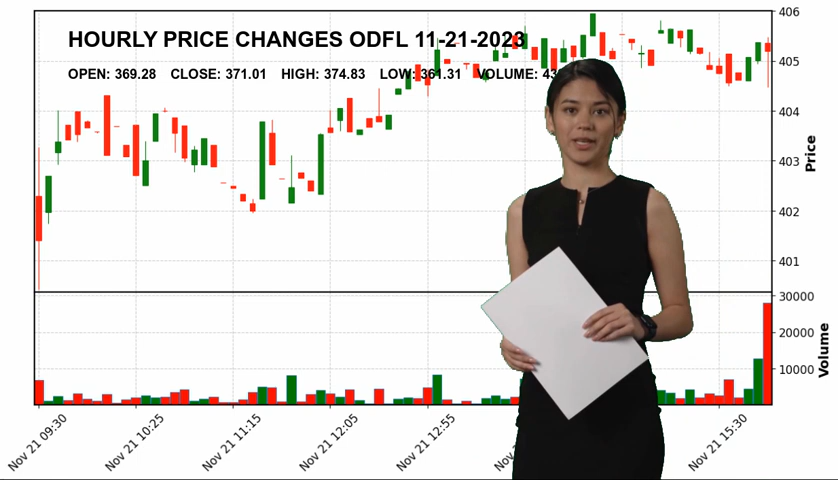 HOURLY PRICE CHANGES ODFL 11-21-2023
OPEN: 369.28 CLOSE: 371.01 HIGH: 374.83 LOW: 361.31 VOLUME: 43
406
405
404
403
402
401
Price
30000
20000
10000
Volume
Nov 21 09:30
Nov 21 10:25
Nov 21 11:15
Nov 21 12:05
Nov 21 12:55
Nov 21 15:30